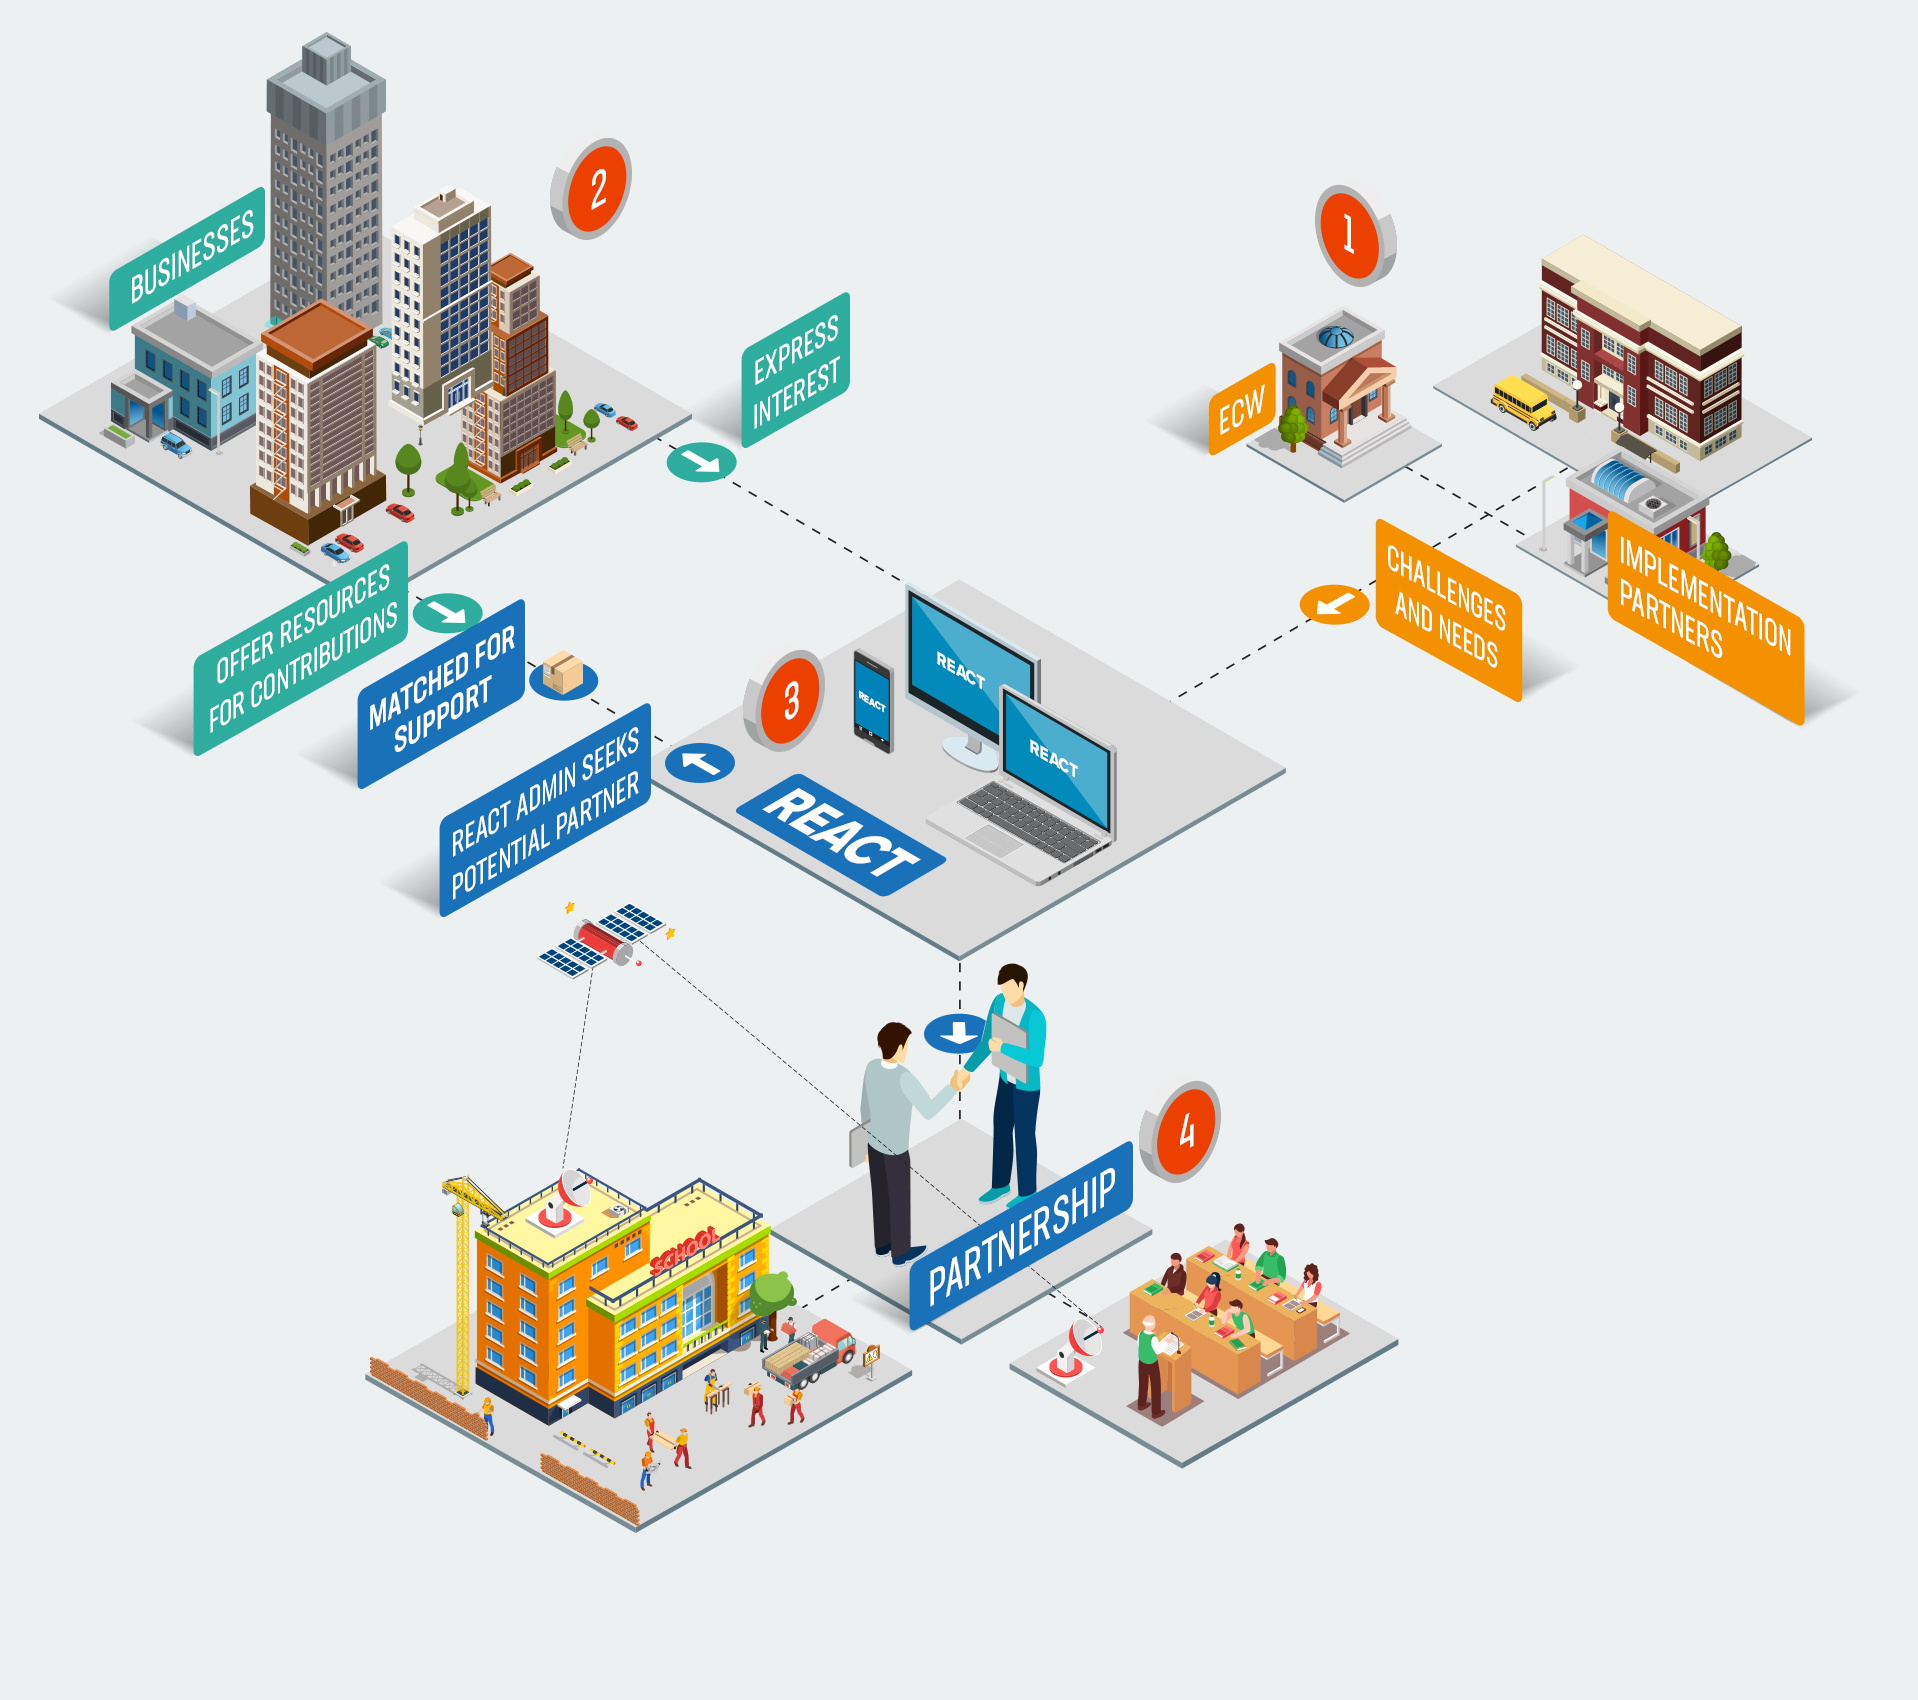 2
1
BUSINESSES
EXPRESS
INTEREST
ECW
CHALLENGES
AND NEEDS
IMPLEMENTATION
PARTNERS
OFFER RESOURCES
FOR CONTRIBUTIONS
MATCHED FOR
SUPPORT
REACT ADMIN SEEKS
POTENTIAL PARTNER
3
REACT
REACT
REACT
REACT
4
PARTNERSHIP
SCHOOL